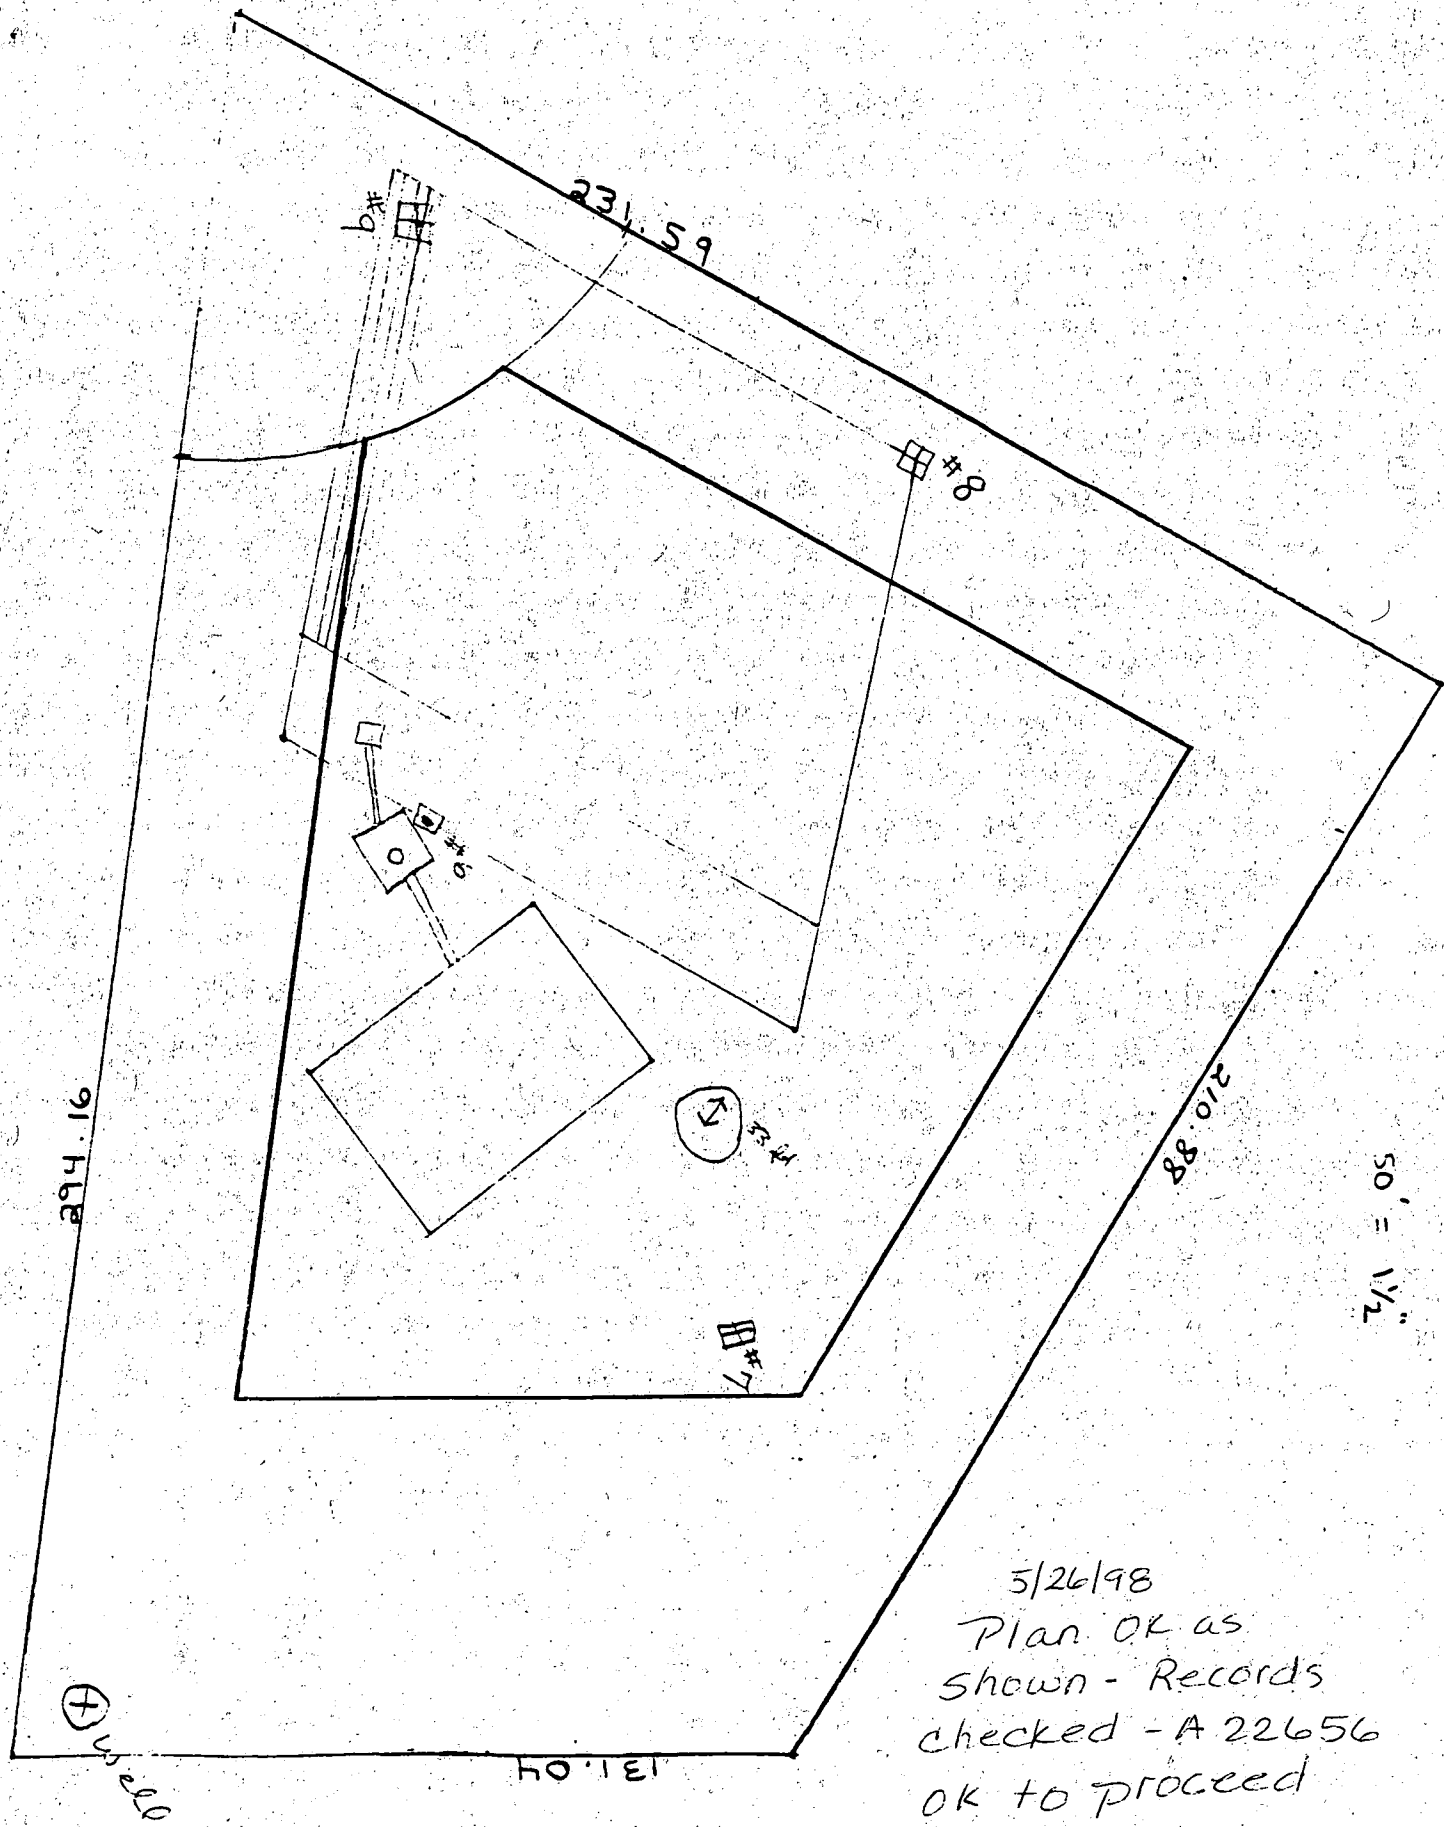 231.59
#9
#8
#6
294.16
210.88
50' = 1½"
#7
131.04
Well
5/26/98
Plan OK as
Shown - Records
checked - A 22656
OK to proceed